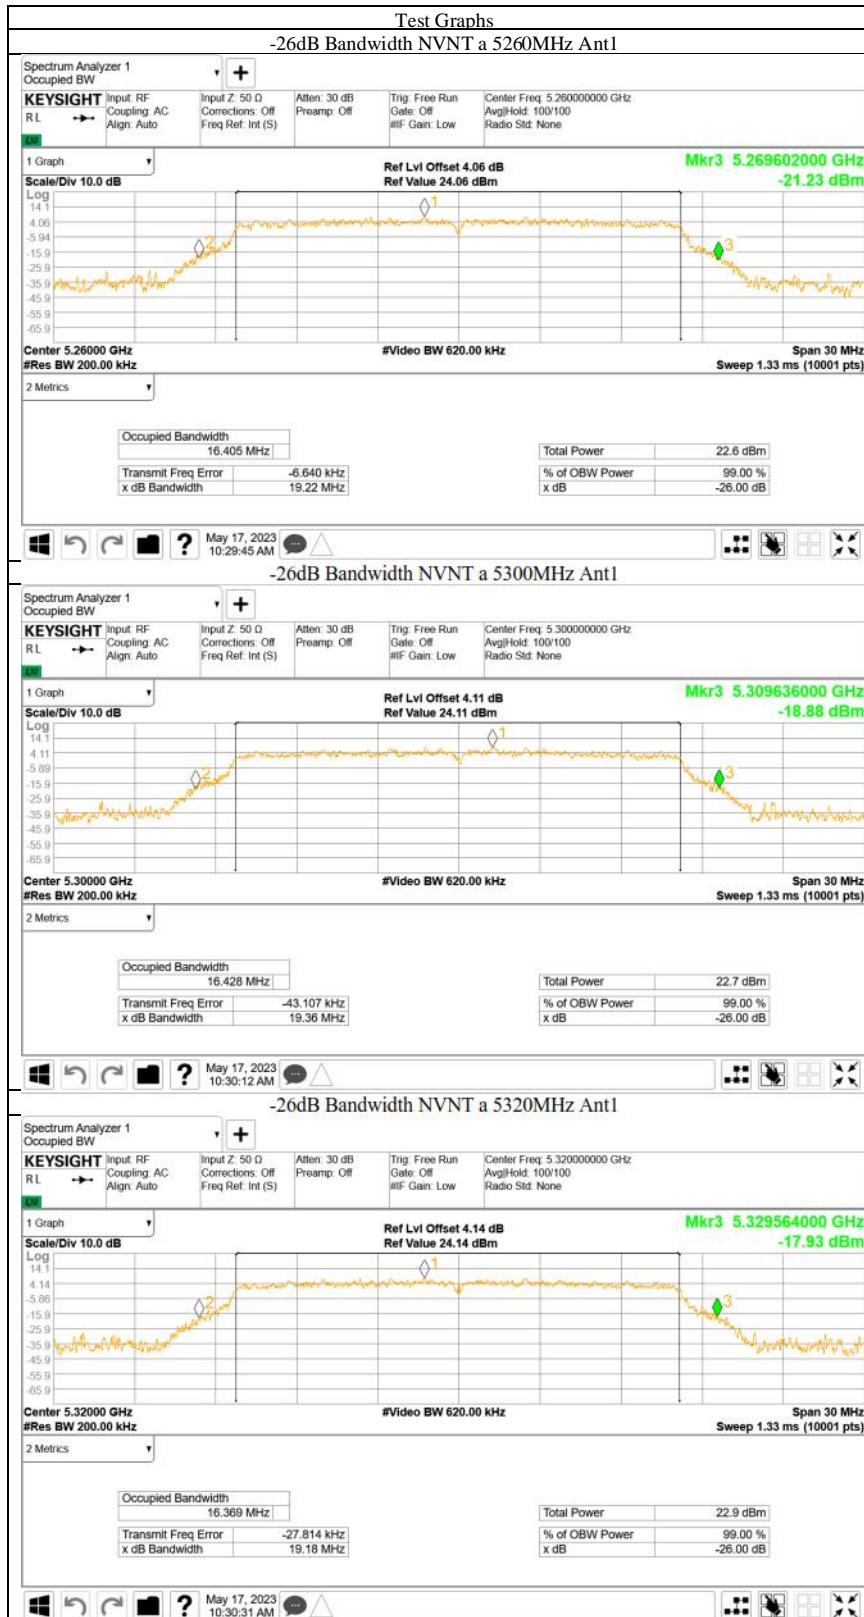 Test Graphs
-26dB Bandwidth NVNT a 5260MHz Ant1
Spectrum Analyzer 1
Occupied BW
+
KEYSIGHT Input: RF Input Z: 50 Ω Atten: 30 dB Trig: Free Run Center Freq: 5.260000000 GHz
RL Coupling: AC Corrections: Off Preamp: Off Gate: Off Avg|Hold: 100/100
Align: Auto Freq Ref: Int (S) #IF Gain: Low Radio Std: None
1 Graph Ref Lvl Offset 4.06 dB Mkr3 5.269602000 GHz
Scale/Div 10.0 dB Ref Value 24.06 dBm -21.23 dBm
Log
14.1
4.06
-5.94
-15.9
-25.9
-35.9
-45.9
-55.9
-65.9
1
2
3
Center 5.26000 GHz #Video BW 620.00 kHz Span 30 MHz
#Res BW 200.00 kHz Sweep 1.33 ms (10001 pts)
2 Metrics
Occupied Bandwidth
16.405 MHz Total Power 22.6 dBm
Transmit Freq Error -6.640 kHz % of OBW Power 99.00 %
x dB Bandwidth 19.22 MHz x dB -26.00 dB
? May 17, 2023
10:29:45 AM
-26dB Bandwidth NVNT a 5300MHz Ant1
Spectrum Analyzer 1
Occupied BW
+
KEYSIGHT Input: RF Input Z: 50 Ω Atten: 30 dB Trig: Free Run Center Freq: 5.300000000 GHz
RL Coupling: AC Corrections: Off Preamp: Off Gate: Off Avg|Hold: 100/100
Align: Auto Freq Ref: Int (S) #IF Gain: Low Radio Std: None
1 Graph Ref Lvl Offset 4.11 dB Mkr3 5.309636000 GHz
Scale/Div 10.0 dB Ref Value 24.11 dBm -18.88 dBm
Log
14.1
4.11
-5.89
-15.9
-25.9
-35.9
-45.9
-55.9
-65.9
1
2
3
Center 5.30000 GHz #Video BW 620.00 kHz Span 30 MHz
#Res BW 200.00 kHz Sweep 1.33 ms (10001 pts)
2 Metrics
Occupied Bandwidth
16.428 MHz Total Power 22.7 dBm
Transmit Freq Error -43.107 kHz % of OBW Power 99.00 %
x dB Bandwidth 19.36 MHz x dB -26.00 dB
? May 17, 2023
10:30:12 AM
-26dB Bandwidth NVNT a 5320MHz Ant1
Spectrum Analyzer 1
Occupied BW
+
KEYSIGHT Input: RF Input Z: 50 Ω Atten: 30 dB Trig: Free Run Center Freq: 5.320000000 GHz
RL Coupling: AC Corrections: Off Preamp: Off Gate: Off Avg|Hold: 100/100
Align: Auto Freq Ref: Int (S) #IF Gain: Low Radio Std: None
1 Graph Ref Lvl Offset 4.14 dB Mkr3 5.329564000 GHz
Scale/Div 10.0 dB Ref Value 24.14 dBm -17.93 dBm
Log
14.1
4.14
-5.86
-15.9
-25.9
-35.9
-45.9
-55.9
-65.9
1
2
3
Center 5.32000 GHz #Video BW 620.00 kHz Span 30 MHz
#Res BW 200.00 kHz Sweep 1.33 ms (10001 pts)
2 Metrics
Occupied Bandwidth
16.369 MHz Total Power 22.9 dBm
Transmit Freq Error -27.814 kHz % of OBW Power 99.00 %
x dB Bandwidth 19.18 MHz x dB -26.00 dB
? May 17, 2023
10:30:31 AM